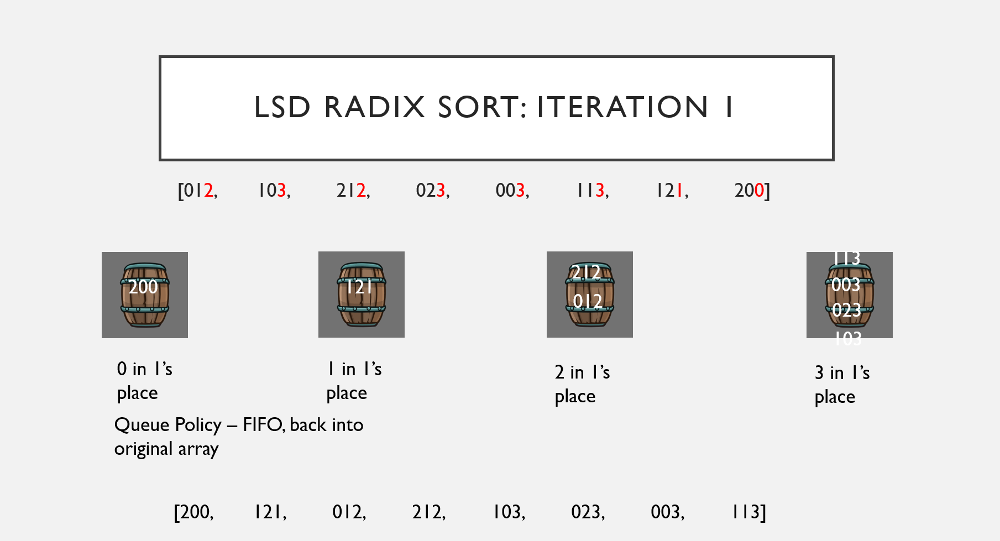 LSD RADIX SORT: ITERATION 1
[012, 103, 212, 023, 003, 113, 121, 200]
200
121
212
012
113
003
023
103
0 in 1’s
place
1 in 1’s
place
2 in 1’s
place
3 in 1’s
place
Queue Policy – FIFO, back into
original array
[200, 121, 012, 212, 103, 023, 003, 113]